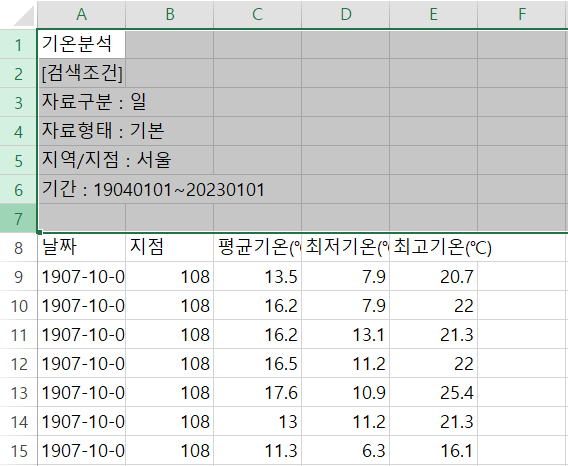 A B C D E F
1 기온분석
2 [검색조건]
3 자료구분 : 일
4 자료형태 : 기본
5 지역/지점 : 서울
6 기간 : 19040101~20230101
7
8 날짜 지점 평균기온(℃ 최저기온(℃ 최고기온(℃)
9 1907-10-0 108 13.5 7.9 20.7
10 1907-10-0 108 16.2 7.9 22
11 1907-10-0 108 16.2 13.1 21.3
12 1907-10-0 108 16.5 11.2 22
13 1907-10-0 108 17.6 10.9 25.4
14 1907-10-0 108 13 11.2 21.3
15 1907-10-0 108 11.3 6.3 16.1